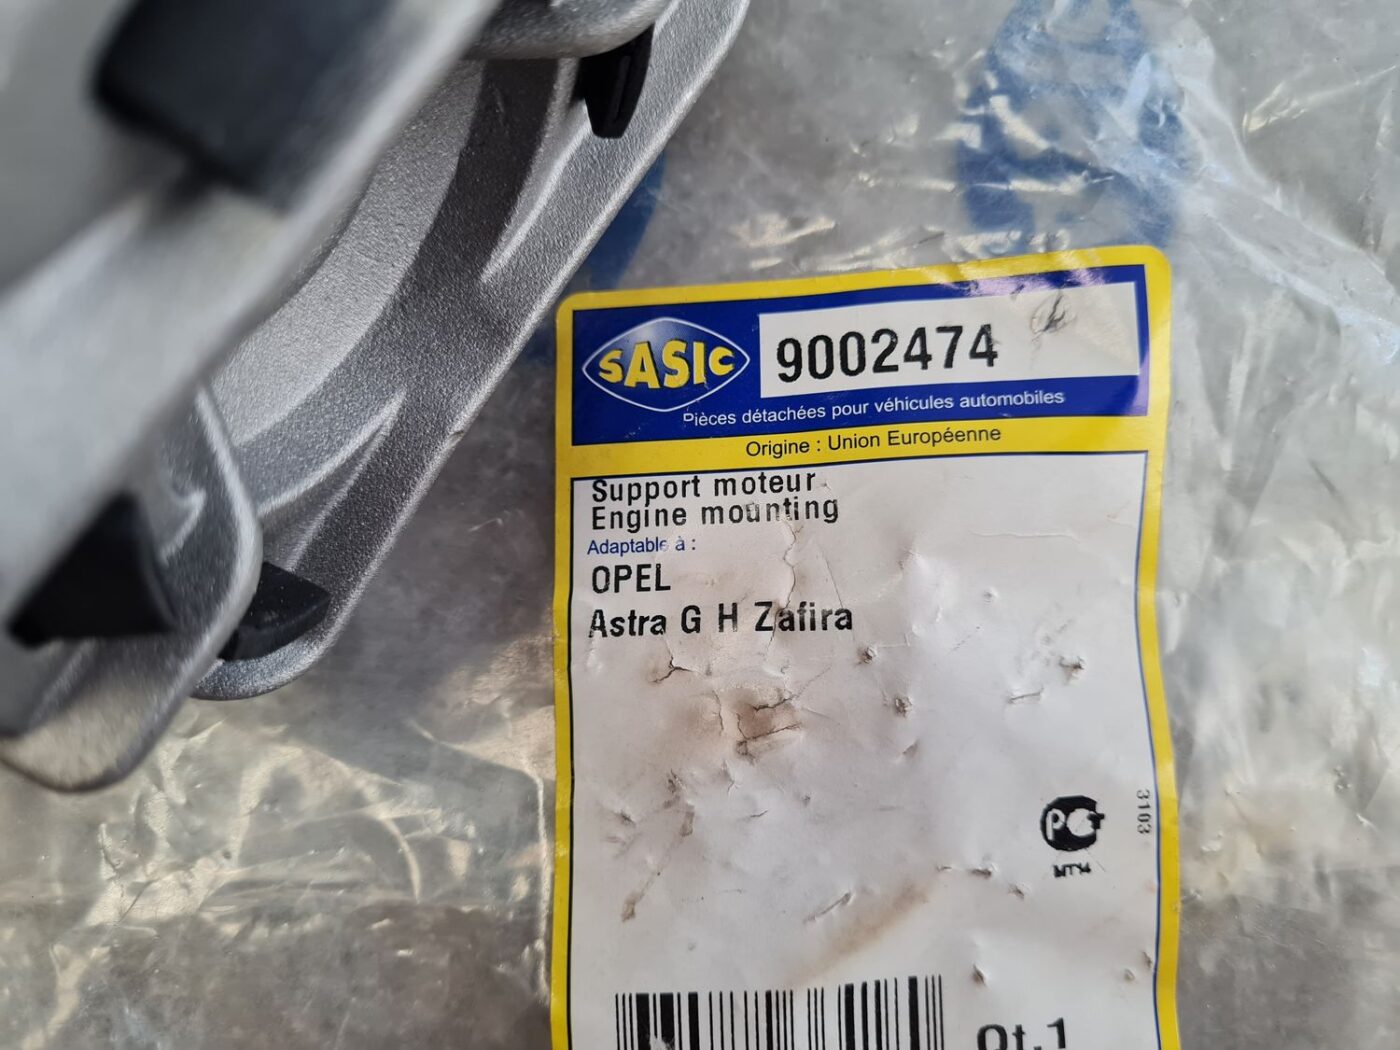 SASIC
9002474
Pièces détachées pour véhicules automobiles
Origine : Union Européenne
Support moteur
Engine mounting
Adaptable à :
OPEL
Astra G H Zafira
3103
Qt.1